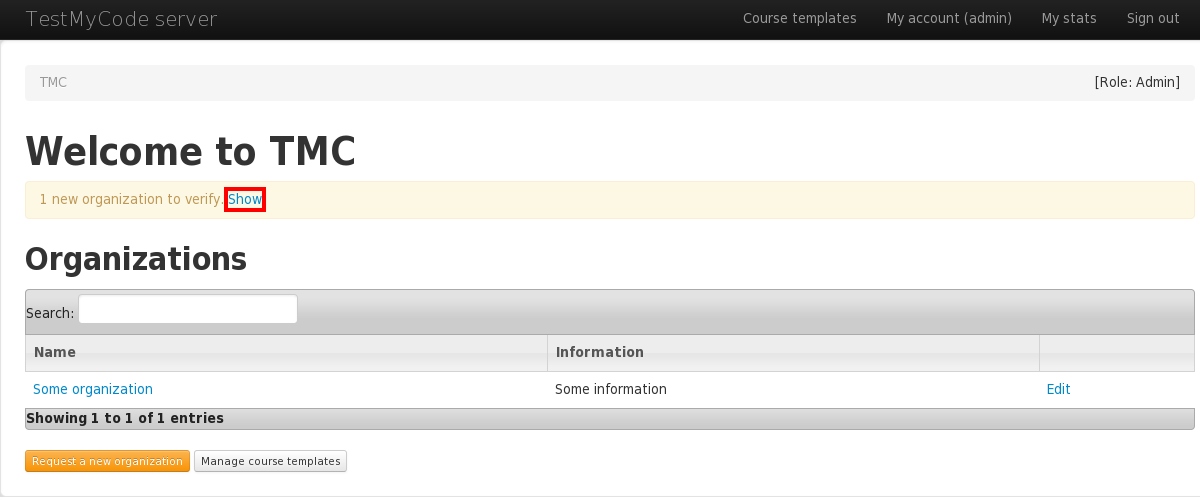 TestMyCode server Course templates My account (admin) My stats Sign out
TMC [Role: Admin]
Welcome to TMC
1 new organization to verify. Show
Organizations
Search:
Name Information
Some organization Some information Edit
Showing 1 to 1 of 1 entries
Request a new organization Manage course templates